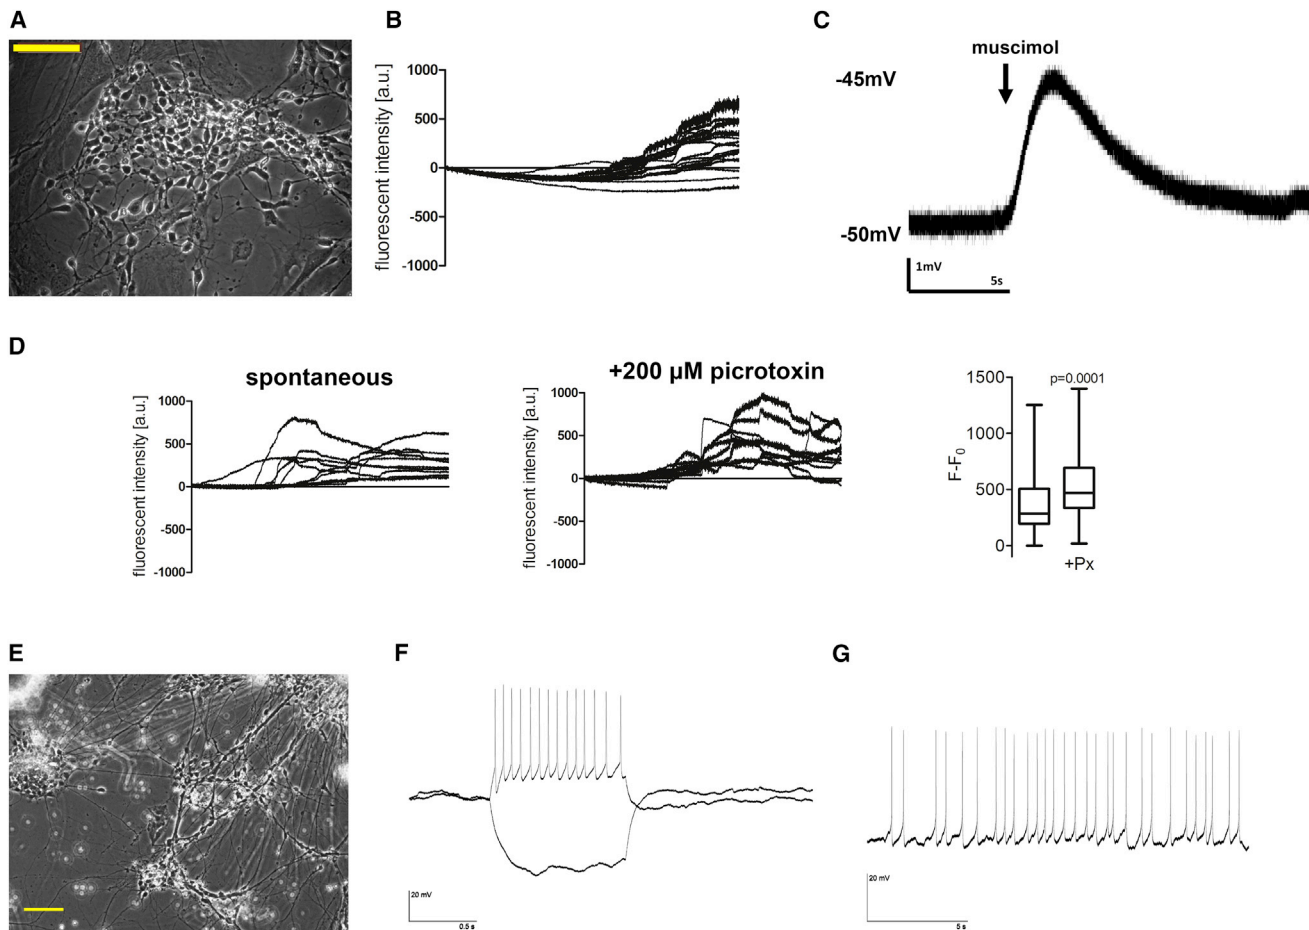 A
B
fluorescent intensity [a.u.]
1000
500
0
-500
-1000
C
muscimol
-45mV
-50mV
1mV
5s
D
spontaneous
fluorescent intensity [a.u.]
1000
500
0
-500
-1000
+200 µM picrotoxin
fluorescent intensity [a.u.]
1000
500
0
-500
-1000
p=0.0001
F-F₀
1500
1000
500
0
+Px
E
F
20 mV
0.5 s
G
20 mV
5 s